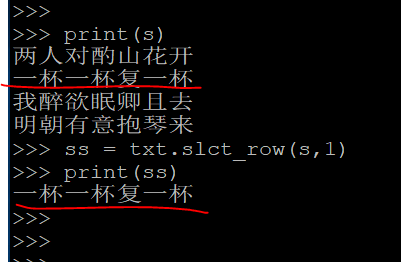 >>>
>>> print(s)
两人对酌山花开
一杯一杯复一杯
我醉欲眠卿且去
明朝有意抱琴来
>>> ss = txt.slct_row(s,1)
>>> print(ss)
一杯一杯复一杯
>>>
>>>
>>>